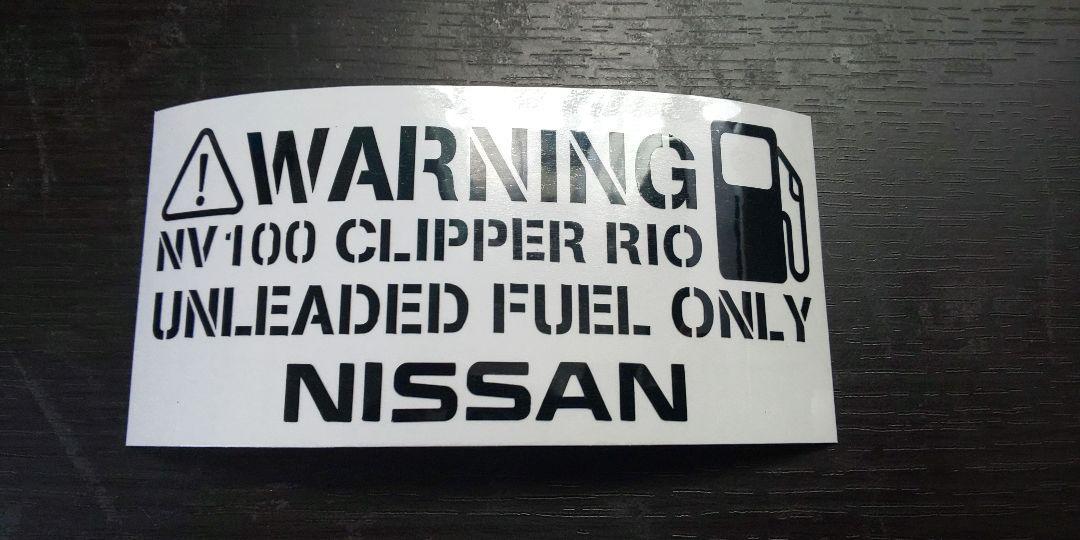 WARNING
NV100 CLIPPER RIO
UNLEADED FUEL ONLY
NISSAN